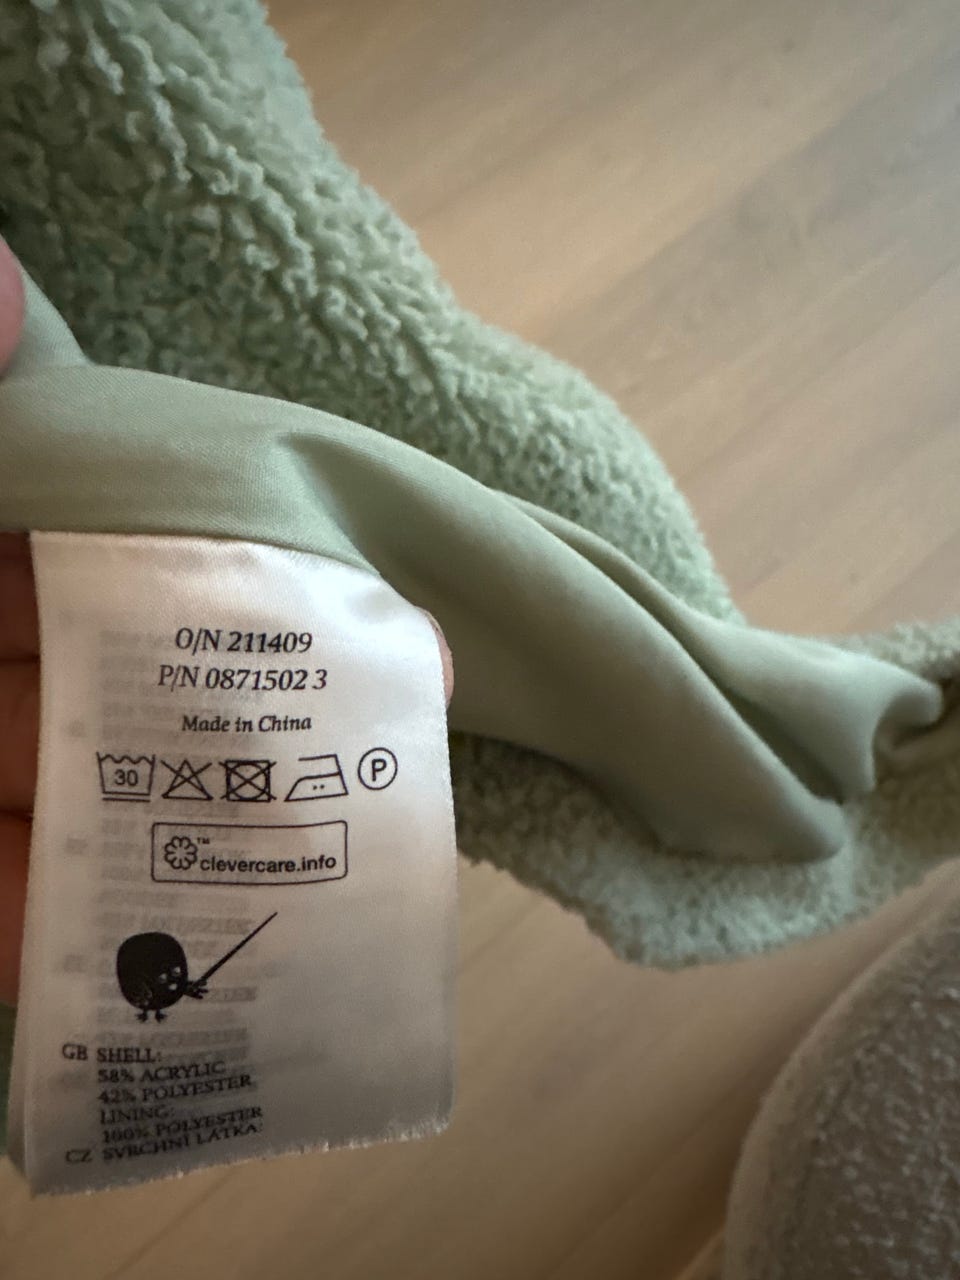 O/N 211409
P/N 0871502 3
Made in China
30 P
™ clevercare.info
GB SHELL:
58% ACRYLIC
42% POLYESTER
LINING:
100% POLYESTER
CZ SVRCHNÍ LÁTKA: